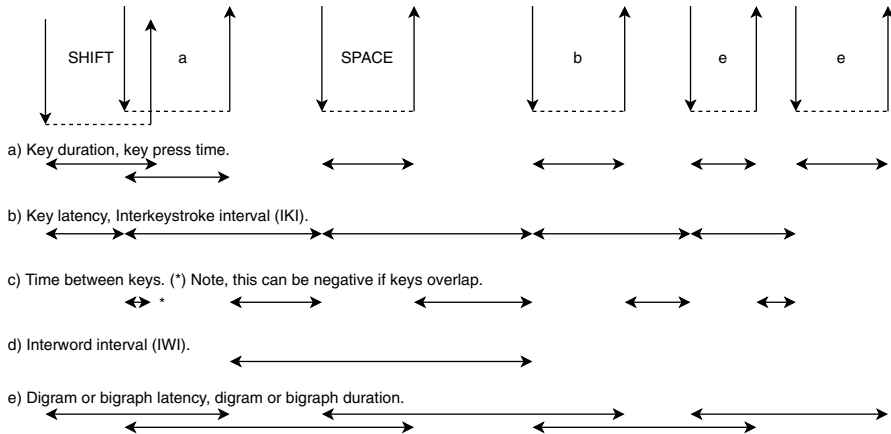 SHIFT a SPACE b e e
a) Key duration, key press time.
b) Key latency, Interkeystroke interval (IKI).
c) Time between keys. (*) Note, this can be negative if keys overlap.
*
d) Interword interval (IWI).
e) Digram or bigraph latency, digram or bigraph duration.